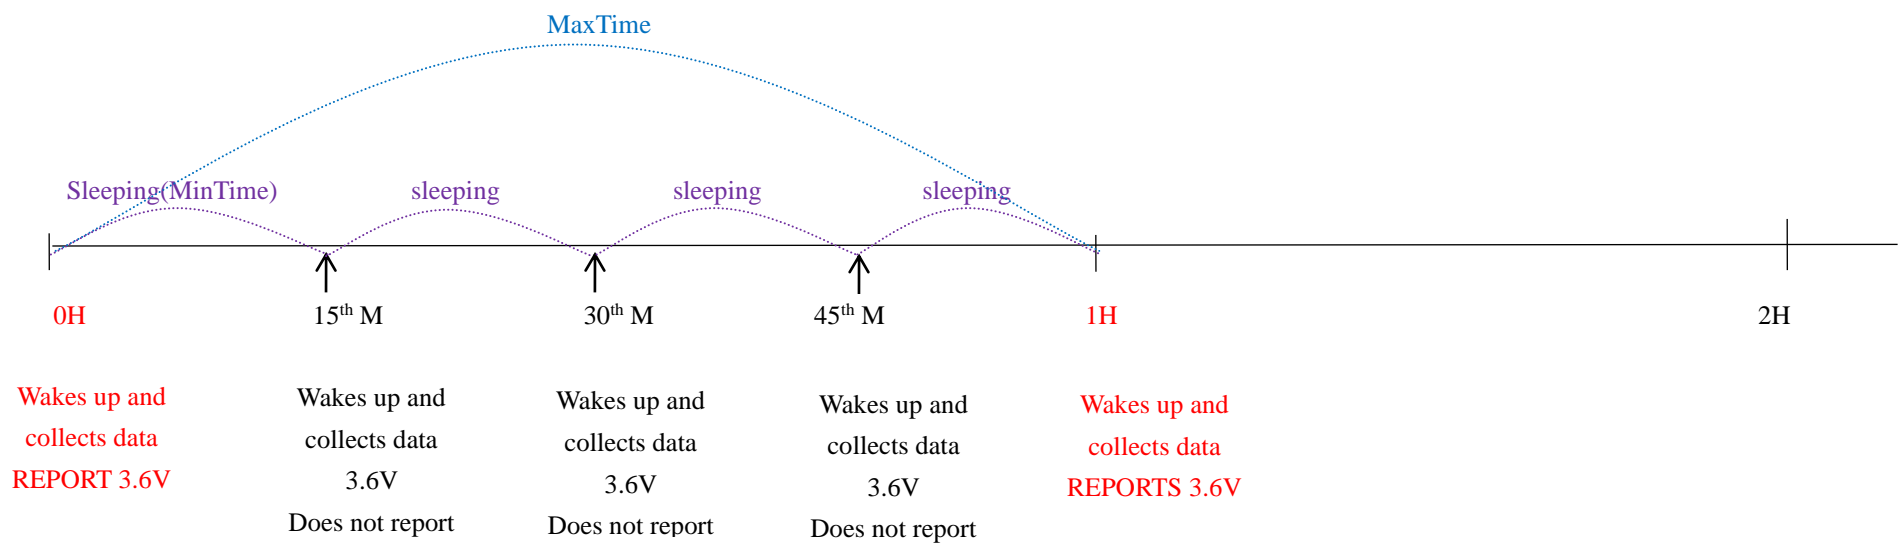 MaxTime
Sleeping(MinTime)
sleeping
sleeping
sleeping
0H
15th M
30th M
45th M
1H
2H
Wakes up and
collects data
REPORT 3.6V
Wakes up and
collects data
3.6V
Does not report
Wakes up and
collects data
3.6V
Does not report
Wakes up and
collects data
3.6V
Does not report
Wakes up and
collects data
REPORTS 3.6V